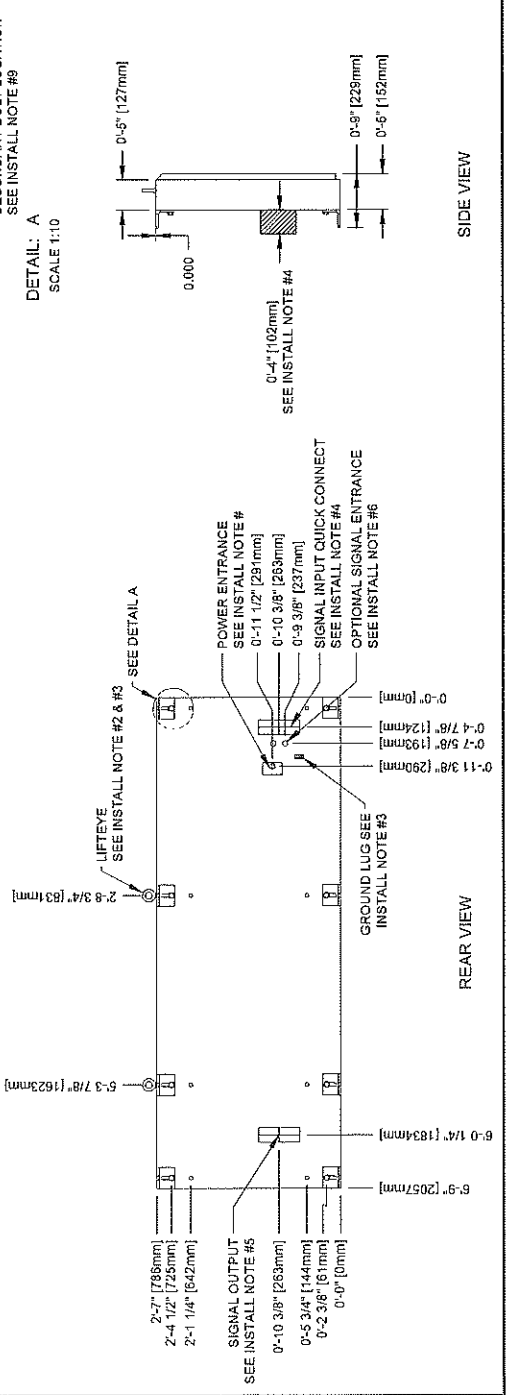 SEE INSTALL NOTE #9
DETAIL: A
SCALE 1:10
0'-5" [127mm]
0.000
0'-4" [102mm]
SEE INSTALL NOTE #4
0'-9" [229mm]
0'-6" [152mm]
SIDE VIEW
LIFTEYE
SEE INSTALL NOTE #2 & #3
SEE DETAIL A
5'-3 7/8" [1623mm]
2'-8 3/4" [831mm]
POWER ENTRANCE
SEE INSTALL NOTE #
0'-11 1/2" [291mm]
0'-10 3/8" [263mm]
0'-9 3/8" [237mm]
SIGNAL INPUT QUICK CONNECT
SEE INSTALL NOTE #4
OPTIONAL SIGNAL ENTRANCE
SEE INSTALL NOTE #6
2'-7" [786mm]
2'-4 1/2" [725mm]
2'-1 1/4" [642mm]
SIGNAL OUTPUT
SEE INSTALL NOTE #5
0'-10 3/8" [263mm]
0'-5 3/4" [144mm]
0'-2 3/8" [61mm]
0'-0" [0mm]
6'-9" [2057mm]
6'-0 1/4" [1834mm]
GROUND LUG SEE
INSTALL NOTE #3
0'-11 3/8" [290mm]
0'-7 5/8" [193mm]
0'-4 7/8" [124mm]
0'-0" [0mm]
REAR VIEW